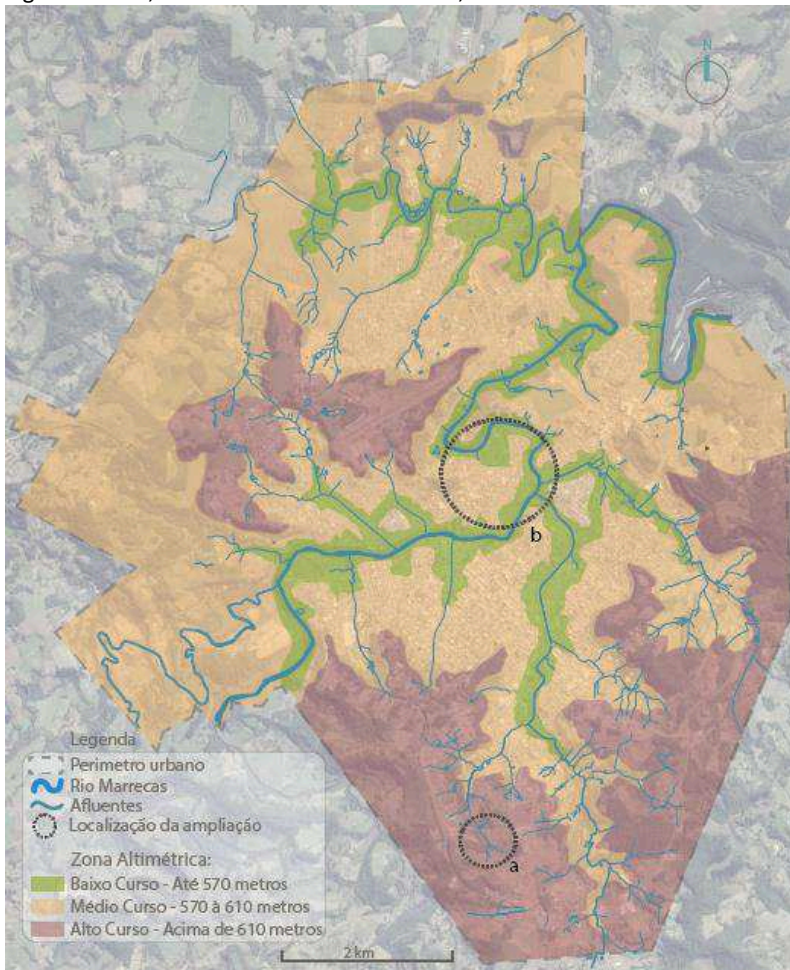 N
b
a
Legenda
Perímetro urbano
Rio Marrecas
Afluentes
Localização da ampliação
Zona Altimétrica:
Baixo Curso - Até 570 metros
Médio Curso - 570 à 610 metros
Alto Curso - Acima de 610 metros
2 km